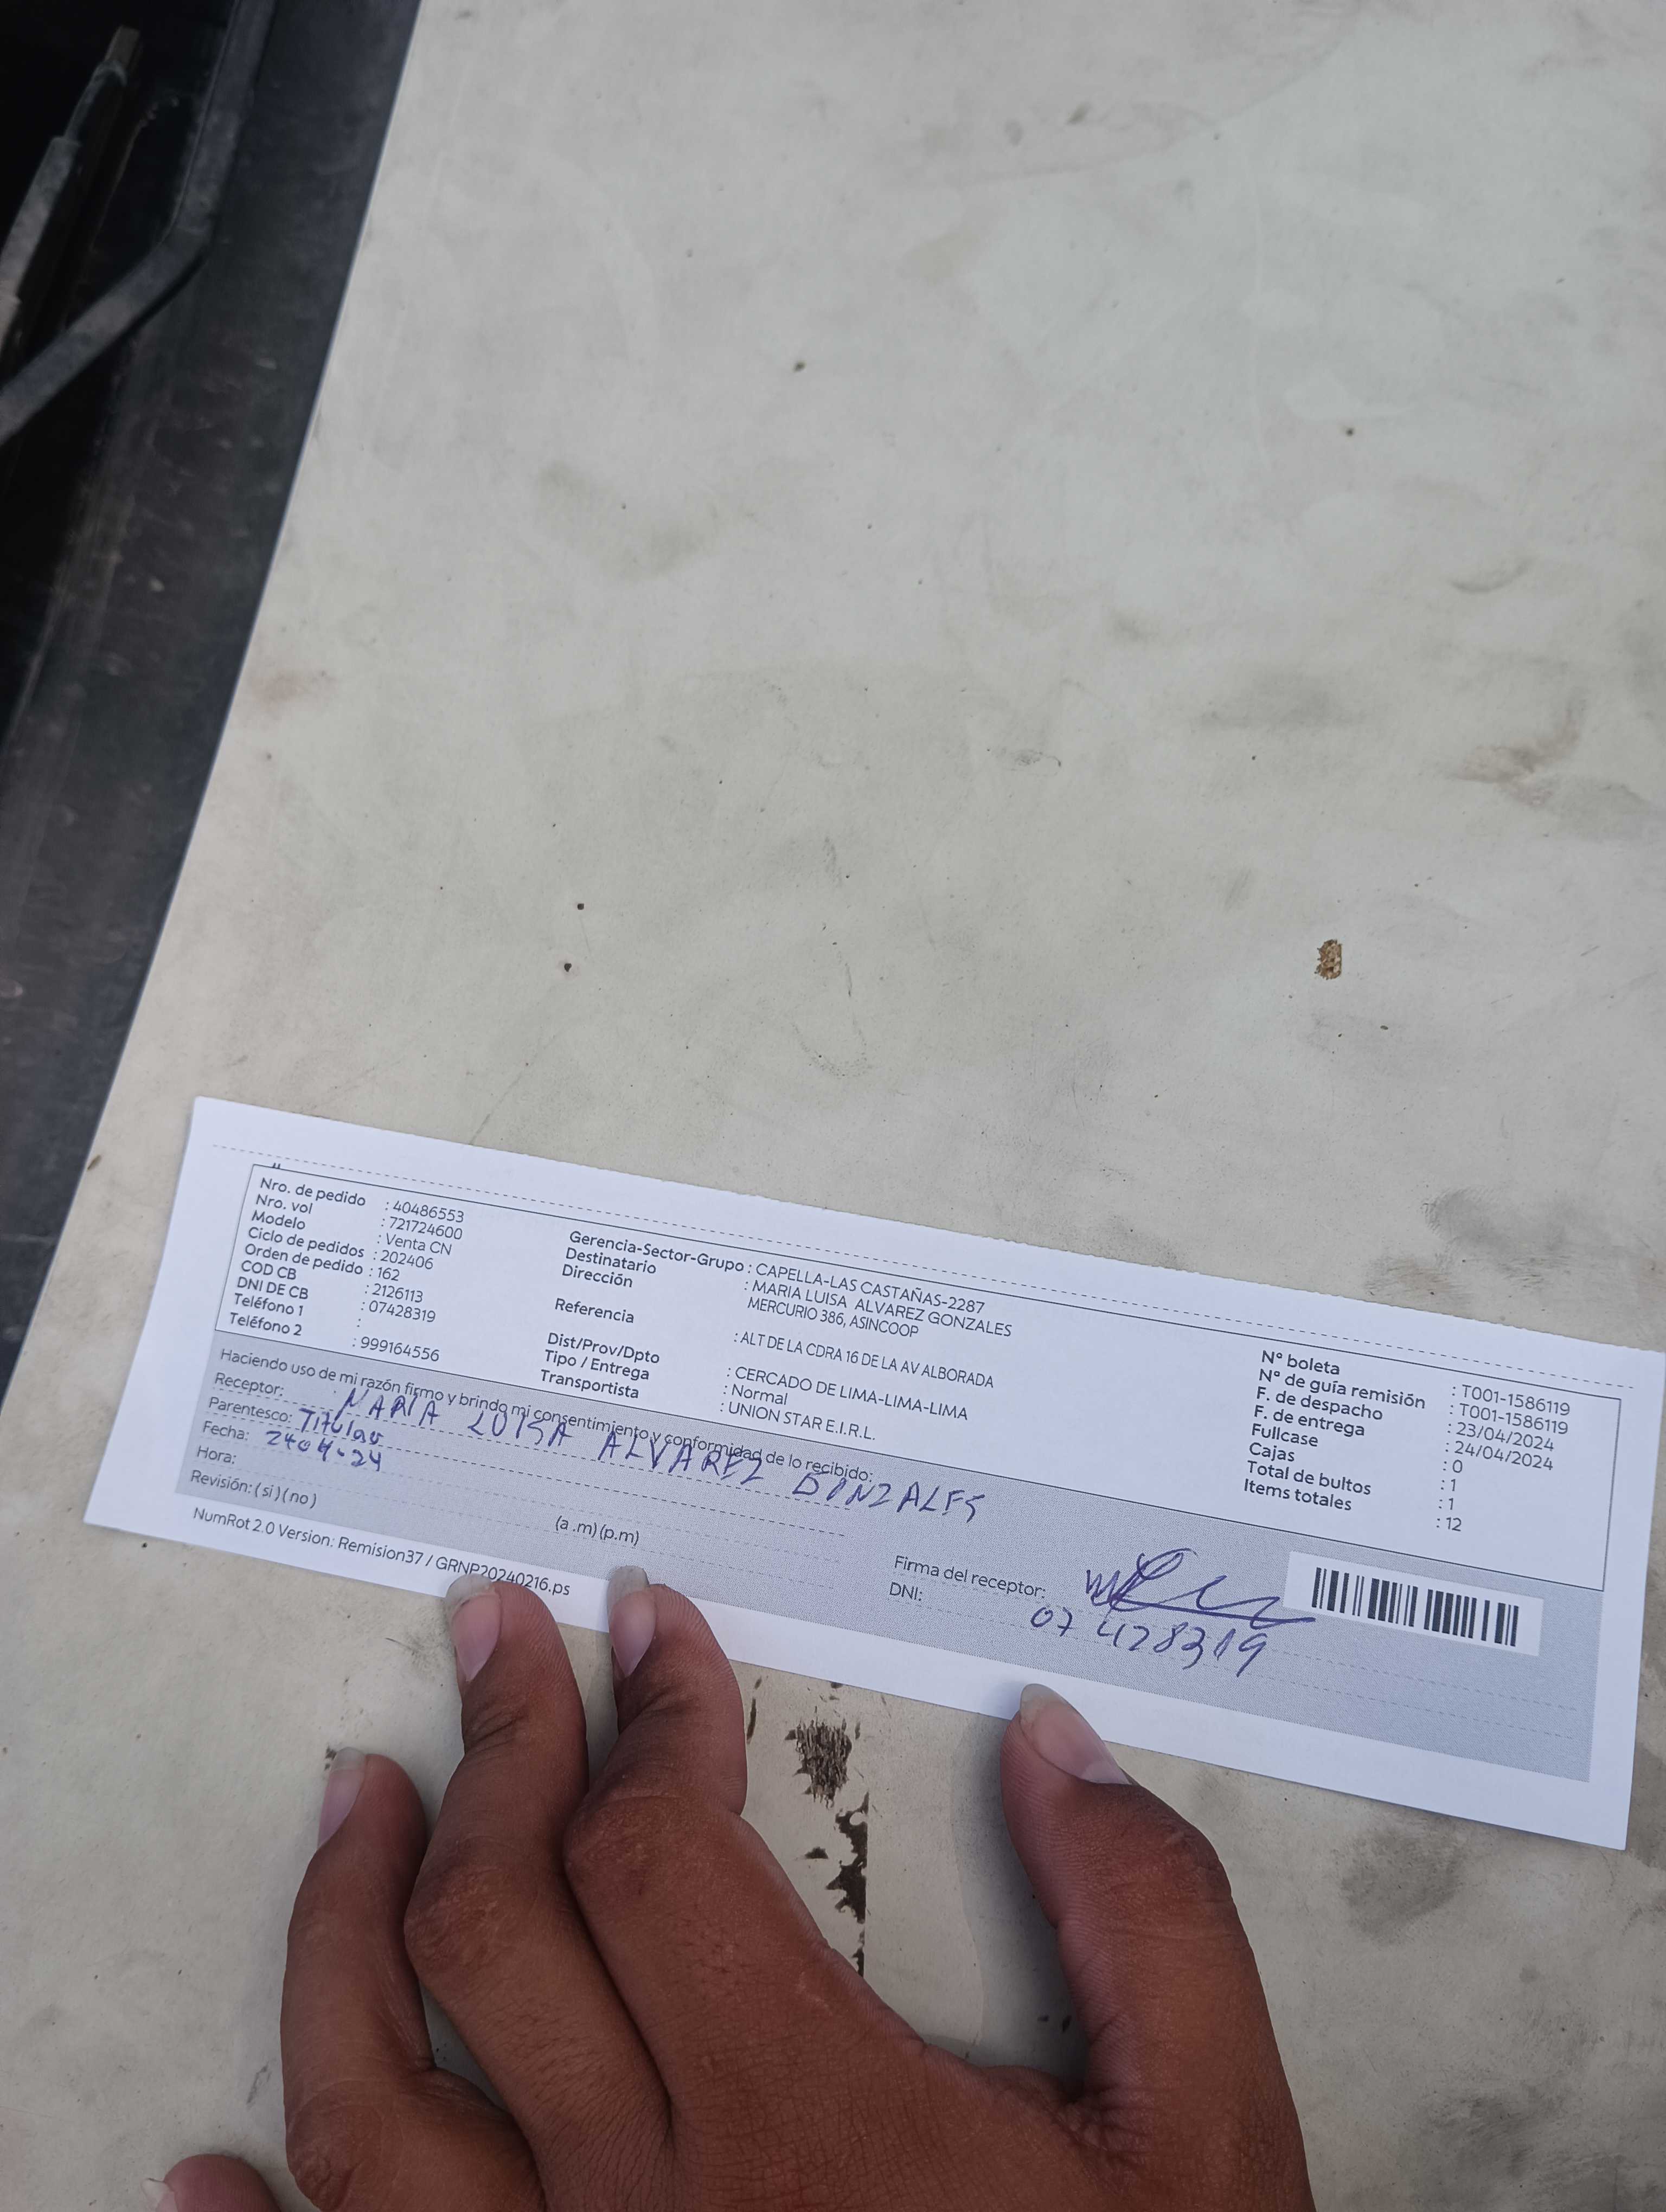 Nro. de pedido : 40486553
Nro. vol : 721724600
Modelo : Venta CN
Ciclo de pedidos : 202406
Orden de pedido : 162
COD CB : 2126113
DNI DE CB : 07428319
Teléfono 1 :
Teléfono 2 : 999164556
Gerencia-Sector-Grupo : CAPELLA-LAS CASTAÑAS-2287
Destinatario : MARIA LUISA ALVAREZ GONZALES
Dirección MERCURIO 386, ASINCOOP
Referencia : ALT DE LA CDRA 16 DE LA AV ALBORADA
Dist/Prov/Dpto : CERCADO DE LIMA-LIMA-LIMA
Tipo / Entrega : Normal
Transportista : UNION STAR E.I.R.L.
N° boleta : T001-1586119
N° de guía remisión : T001-1586119
F. de despacho : 23/04/2024
F. de entrega : 24/04/2024
Fullcase : 0
Cajas : 1
Total de bultos : 1
Items totales : 12
Haciendo uso de mi razón firmo y brindo mi consentimiento y conformidad de lo recibido:
Receptor: MARIA LUISA ALVAREZ GONZALES
Parentesco: Titular
Fecha: 2404-24
Hora: (a .m) (p.m)
Revisión: ( si ) ( no )
Firma del receptor:
DNI: 07428319
NumRot 2.0 Version: Remision37 / GRNP20240216.ps